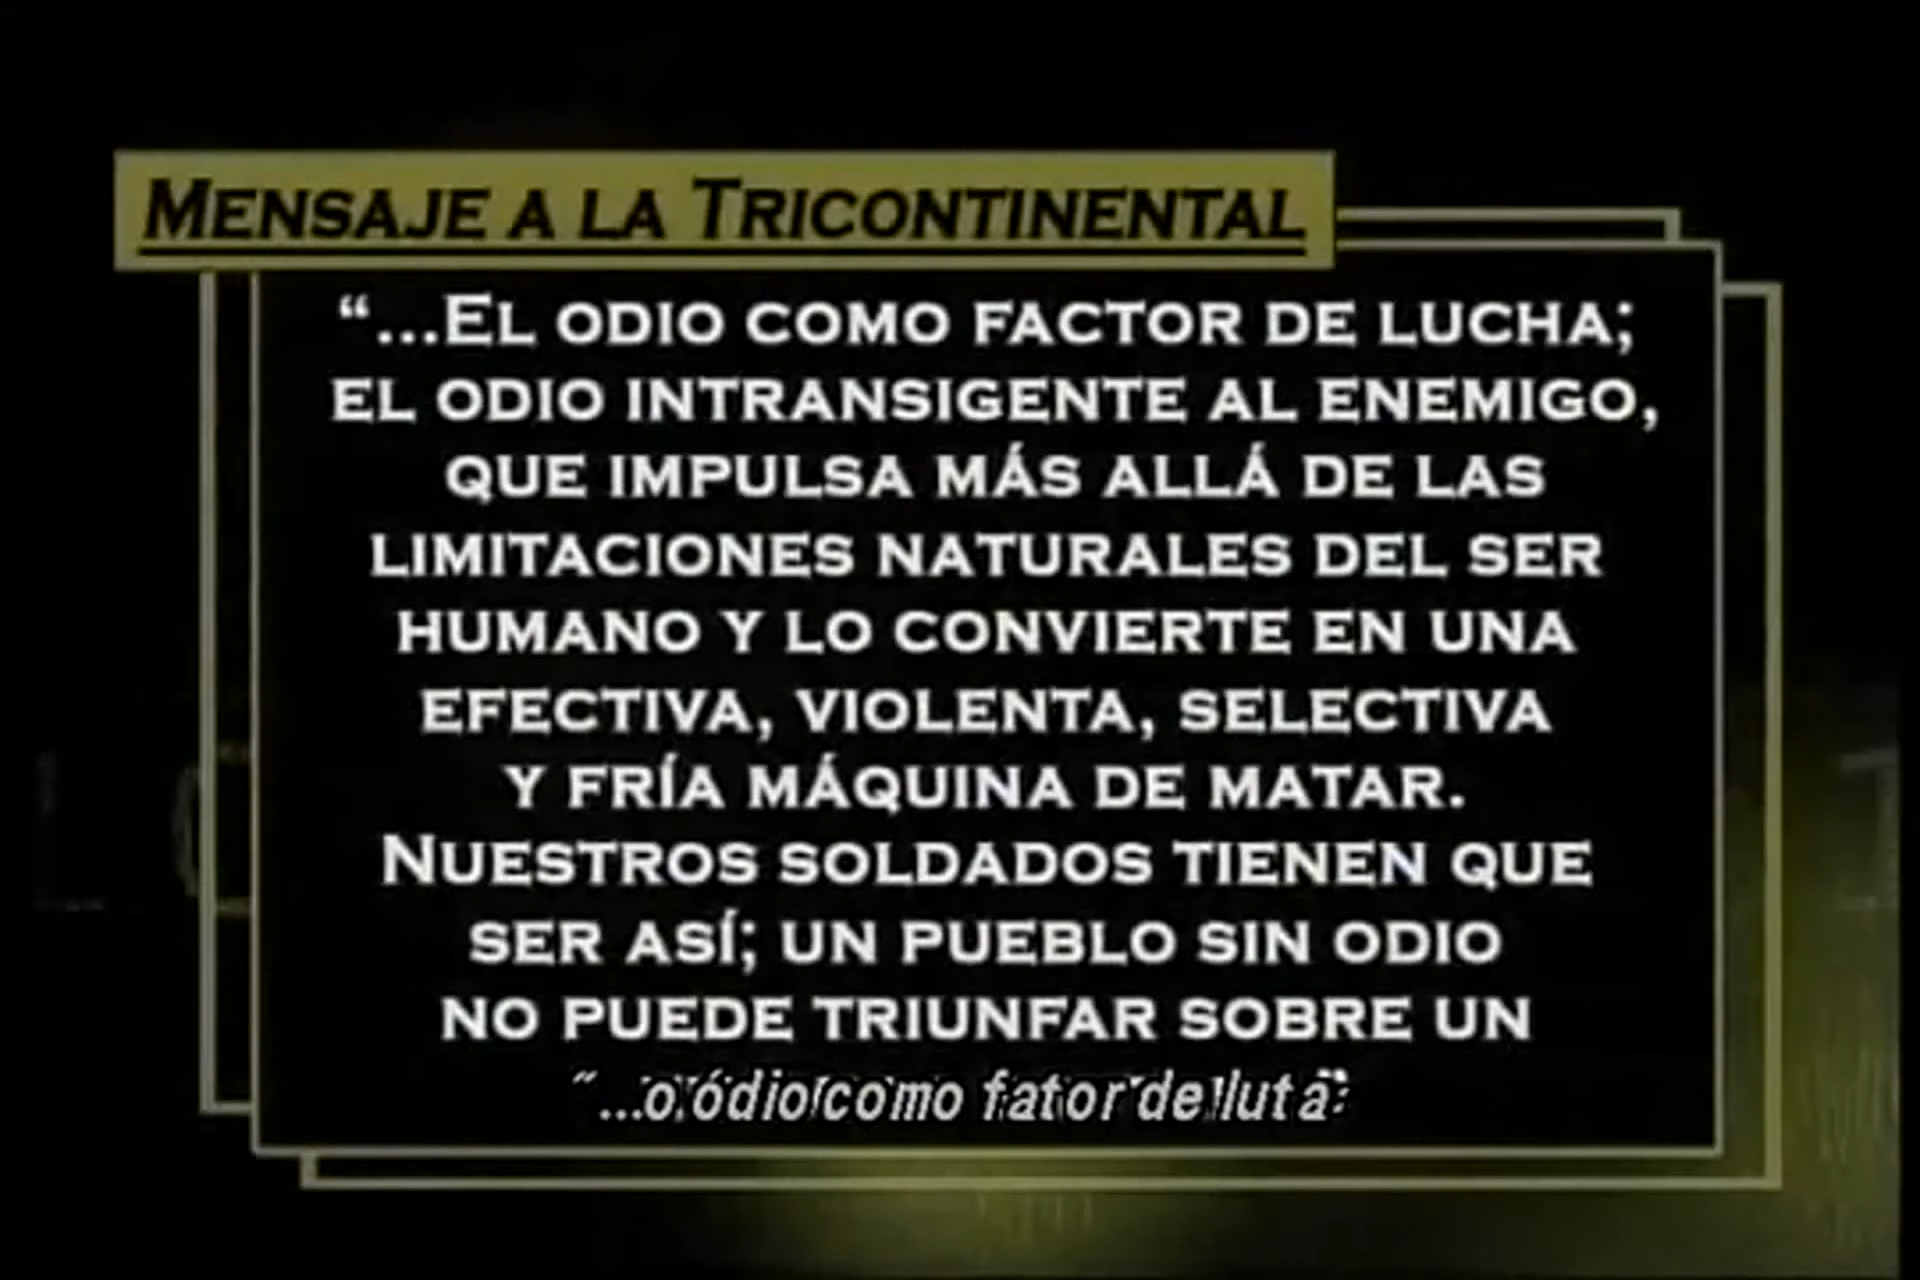 MENSAJE A LA TRICONTINENTAL
“...EL ODIO COMO FACTOR DE LUCHA;
EL ODIO INTRANSIGENTE AL ENEMIGO,
QUE IMPULSA MÁS ALLÁ DE LAS
LIMITACIONES NATURALES DEL SER
HUMANO Y LO CONVIERTE EN UNA
EFECTIVA, VIOLENTA, SELECTIVA
Y FRÍA MÁQUINA DE MATAR.
NUESTROS SOLDADOS TIENEN QUE
SER ASÍ; UN PUEBLO SIN ODIO
NO PUEDE TRIUNFAR SOBRE UN
"...o ódio como fator de luta